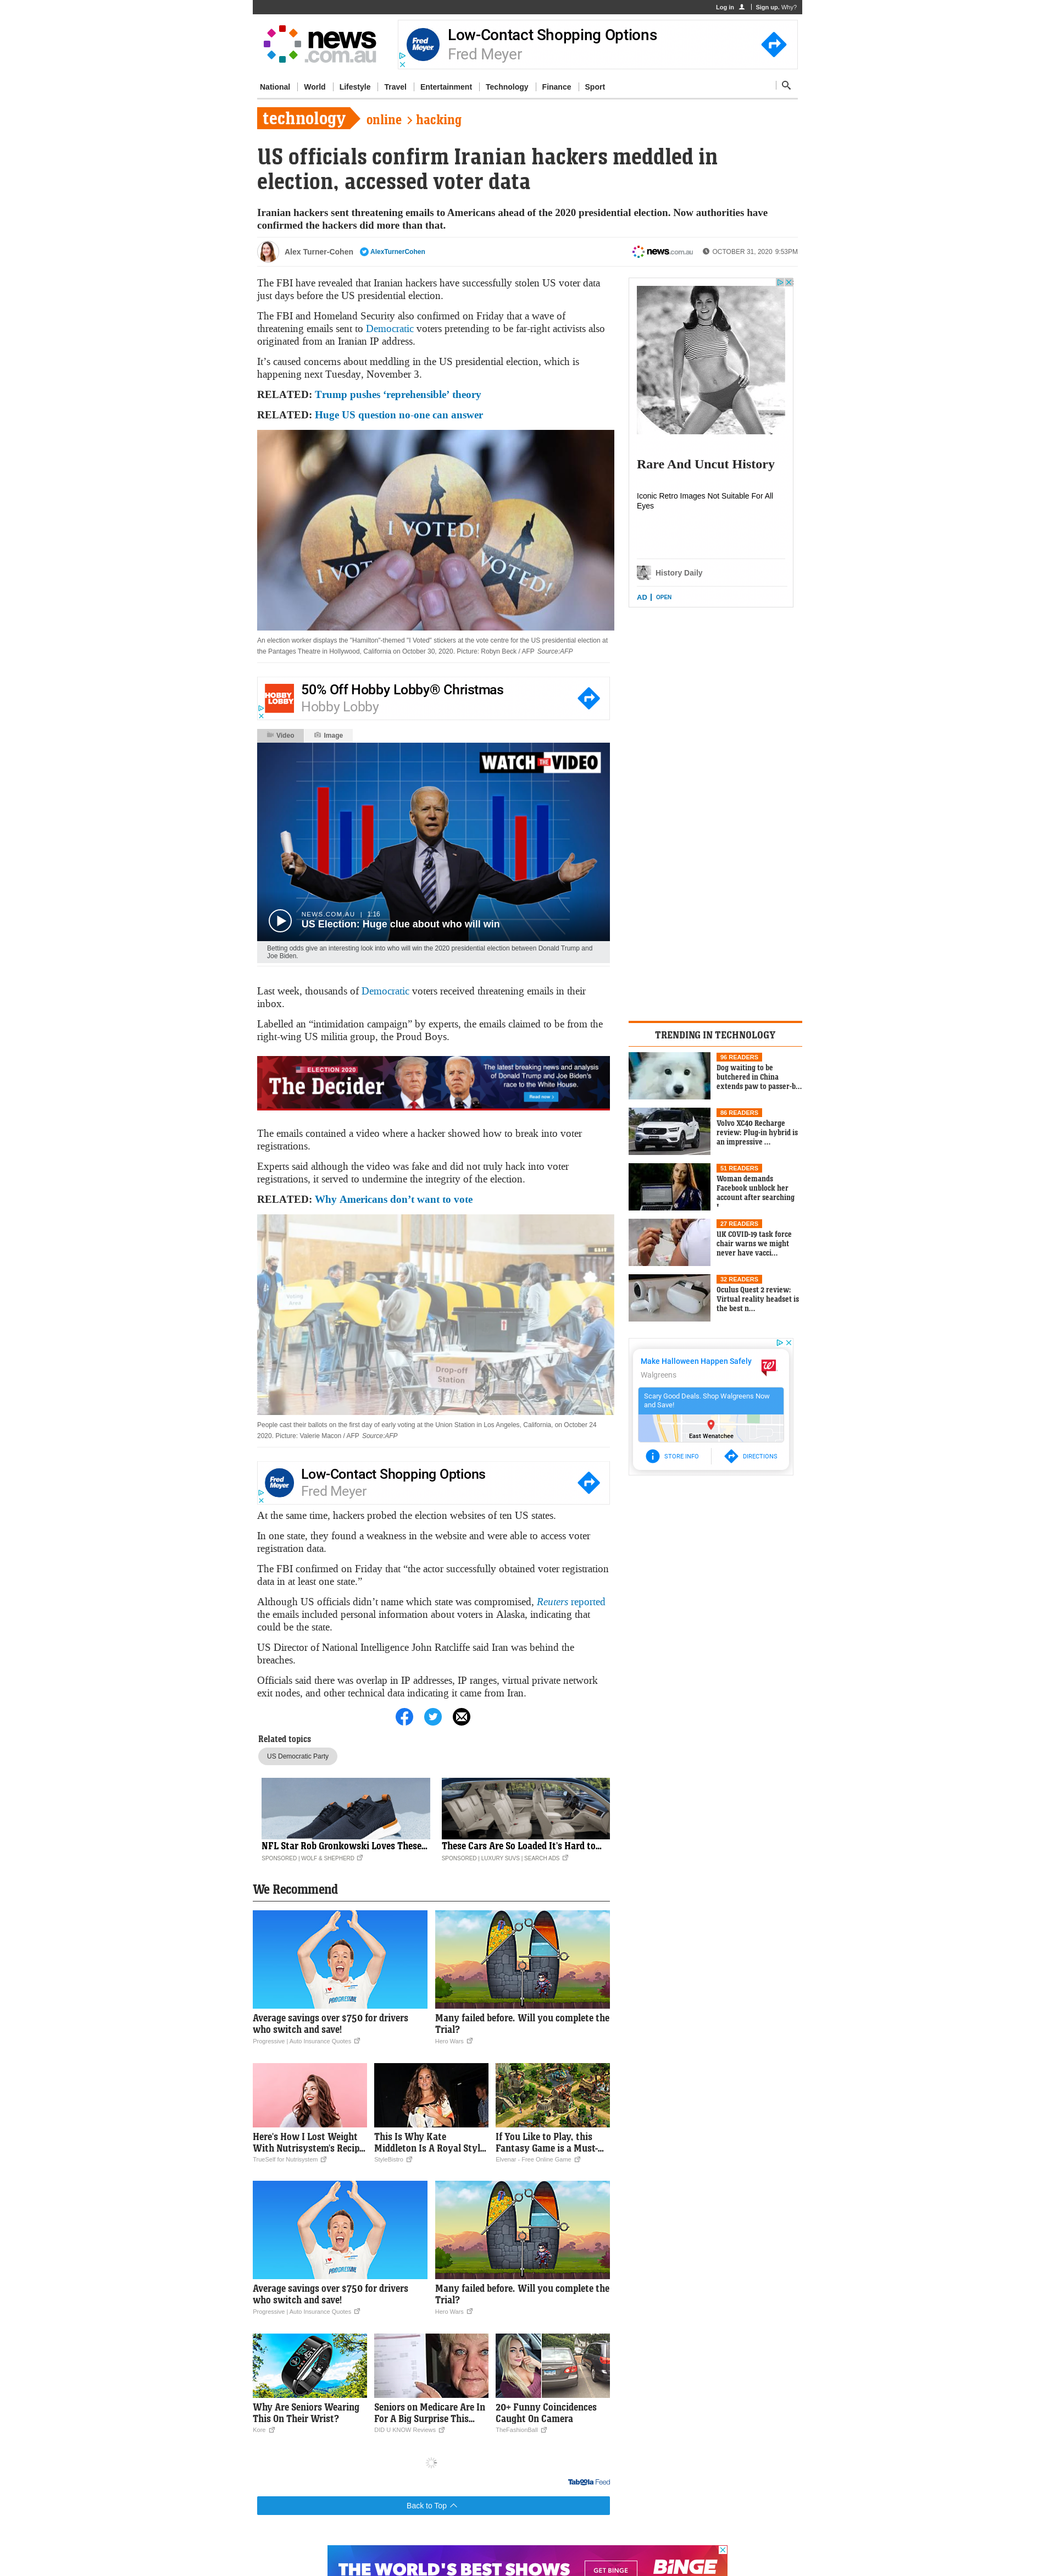 Log in
Sign up. Why?
news
.com.au
Fred Meyer
Low-Contact Shopping Options
Fred Meyer
National
World
Lifestyle
Travel
Entertainment
Technology
Finance
Sport
technology
online
hacking
US officials confirm Iranian hackers meddled in
election, accessed voter data
Iranian hackers sent threatening emails to Americans ahead of the 2020 presidential election. Now authorities have
confirmed the hackers did more than that.
Alex Turner-Cohen
AlexTurnerCohen
news.com.au
OCTOBER 31, 2020 9:53PM
The FBI have revealed that Iranian hackers have successfully stolen US voter data
just days before the US presidential election.
The FBI and Homeland Security also confirmed on Friday that a wave of
threatening emails sent to Democratic voters pretending to be far-right activists also
originated from an Iranian IP address.
It's caused concerns about meddling in the US presidential election, which is
happening next Tuesday, November 3.
RELATED: Trump pushes ‘reprehensible’ theory
RELATED: Huge US question no-one can answer
I VOTED!
I VOTED!
An election worker displays the "Hamilton"-themed "I Voted" stickers at the vote centre for the US presidential election at
the Pantages Theatre in Hollywood, California on October 30, 2020. Picture: Robyn Beck / AFP Source:AFP
HOBBY
LOBBY
50% Off Hobby Lobby® Christmas
Hobby Lobby
Video
Image
WATCH THE VIDEO
NEWS.COM.AU | 1:16
US Election: Huge clue about who will win
Betting odds give an interesting look into who will win the 2020 presidential election between Donald Trump and
Joe Biden.
Last week, thousands of Democratic voters received threatening emails in their
inbox.
Labelled an “intimidation campaign” by experts, the emails claimed to be from the
right-wing US militia group, the Proud Boys.
ELECTION 2020
The Decider
The latest breaking news and analysis
of Donald Trump and Joe Biden's
race to the White House.
Read now
The emails contained a video where a hacker showed how to break into voter
registrations.
Experts said although the video was fake and did not truly hack into voter
registrations, it served to undermine the integrity of the election.
RELATED: Why Americans don’t want to vote
EXIT
Drop-off
Station
People cast their ballots on the first day of early voting at the Union Station in Los Angeles, California, on October 24
2020. Picture: Valerie Macon / AFP Source:AFP
Fred Meyer
Low-Contact Shopping Options
Fred Meyer
At the same time, hackers probed the election websites of ten US states.
In one state, they found a weakness in the website and were able to access voter
registration data.
The FBI confirmed on Friday that “the actor successfully obtained voter registration
data in at least one state.”
Although US officials didn’t name which state was compromised, Reuters reported
the emails included personal information about voters in Alaska, indicating that
could be the state.
US Director of National Intelligence John Ratcliffe said Iran was behind the
breaches.
Officials said there was overlap in IP addresses, IP ranges, virtual private network
exit nodes, and other technical data indicating it came from Iran.
Related topics
US Democratic Party
Rare And Uncut History
Iconic Retro Images Not Suitable For All
Eyes
History Daily
AD
OPEN
TRENDING IN TECHNOLOGY
96 READERS
Dog waiting to be
butchered in China
extends paw to passer-b...
86 READERS
Volvo XC40 Recharge
review: Plug-in hybrid is
an impressive ...
51 READERS
Woman demands
Facebook unblock her
account after searching
27 READERS
UK COVID-19 task force
chair warns we might
never have vacci...
32 READERS
Oculus Quest 2 review:
Virtual reality headset is
the best n...
Make Halloween Happen Safely
Walgreens
Scary Good Deals. Shop Walgreens Now
and Save!
East Wenatchee
STORE INFO
DIRECTIONS
NFL Star Rob Gronkowski Loves These...
SPONSORED | WOLF & SHEPHERD
These Cars Are So Loaded It's Hard to...
SPONSORED | LUXURY SUVS | SEARCH ADS
We Recommend
PROGRESSIVE
Average savings over $750 for drivers
who switch and save!
Progressive | Auto Insurance Quotes
Many failed before. Will you complete the
Trial?
Hero Wars
Here's How I Lost Weight
With Nutrisystem's Recip...
TrueSelf for Nutrisystem
This Is Why Kate
Middleton Is A Royal Styl...
StyleBistro
If You Like to Play, this
Fantasy Game is a Must-...
Elvenar - Free Online Game
PROGRESSIVE
Average savings over $750 for drivers
who switch and save!
Progressive | Auto Insurance Quotes
Many failed before. Will you complete the
Trial?
Hero Wars
Why Are Seniors Wearing
This On Their Wrist?
Kore
Seniors on Medicare Are In
For A Big Surprise This...
DID U KNOW Reviews
20+ Funny Coincidences
Caught On Camera
TheFashionBall
Taboola Feed
Back to Top
THE WORLD'S BEST SHOWS
GET BINGE
BINGE